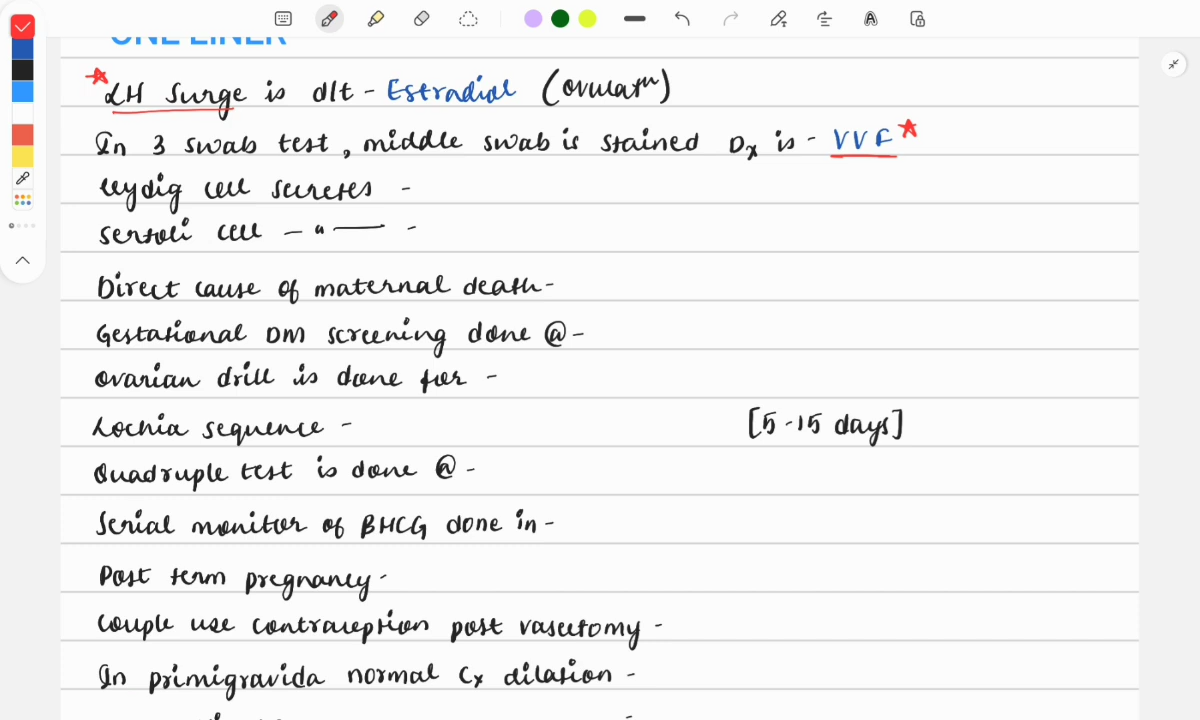 ONE LINER
LH Surge is d/t - Estradiol (ovulatn)
In 3 swab test, middle swab is stained Dx is - VVF
Leydig cell secretes -
Sertoli cell — " —— -
Direct cause of maternal death-
Gestational DM screening done @ -
Ovarian drill is done for -
Lochia sequence - [5-15 days]
Quadruple test is done @ -
Serial monitor of BHCG done in -
Post term pregnancy -
Couple use contraception post vasectomy -
In primigravida normal Cx dilation -